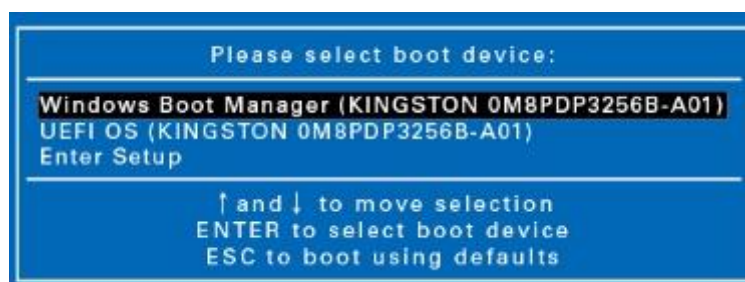 Please select boot device:
Windows Boot Manager (KINGSTON 0M8PDP3256B-A01)
UEFI OS (KINGSTON 0M8PDP3256B-A01)
Enter Setup
↑ and ↓ to move selection
ENTER to select boot device
ESC to boot using defaults